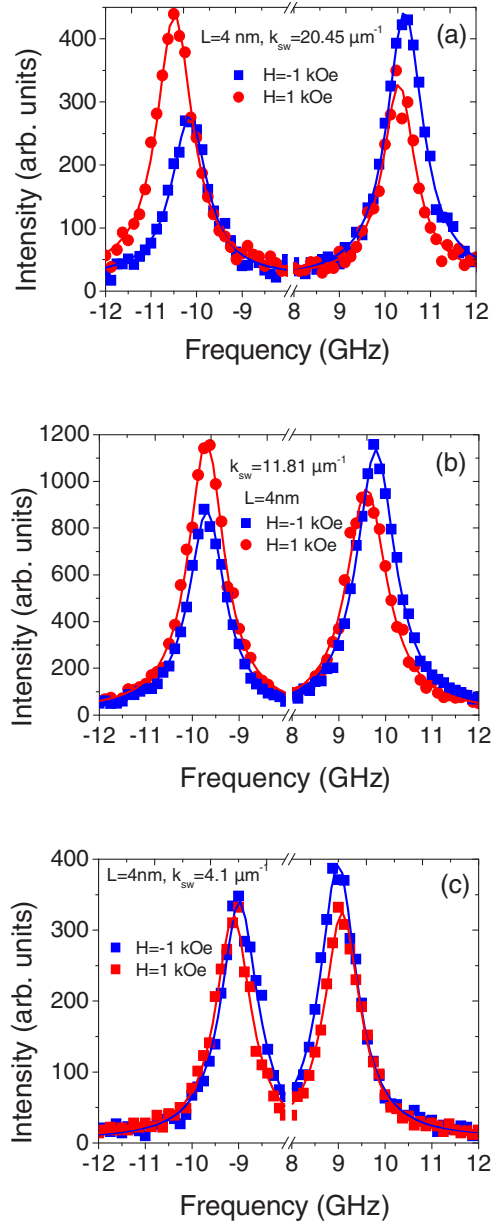 450
400
300
200
100
0
Intensity (arb. units)
L=4 nm, k_sw=20.45 µm⁻¹
(a)
H=-1 kOe
H=1 kOe
-12 -11 -10 -9 8 9 10 11 12
Frequency (GHz)
1200
1000
800
600
400
200
0
Intensity (arb. units)
k_sw=11.81 µm⁻¹
(b)
L=4nm
H=-1 kOe
H=1 kOe
-12 -11 -10 -9 8 9 10 11 12
Frequency (GHz)
400
300
200
100
0
Intensity (arb. units)
L=4nm, k_sw=4.1 µm⁻¹
(c)
H=-1 kOe
H=1 kOe
-12 -11 -10 -9 8 9 10 11 12
Frequency (GHz)